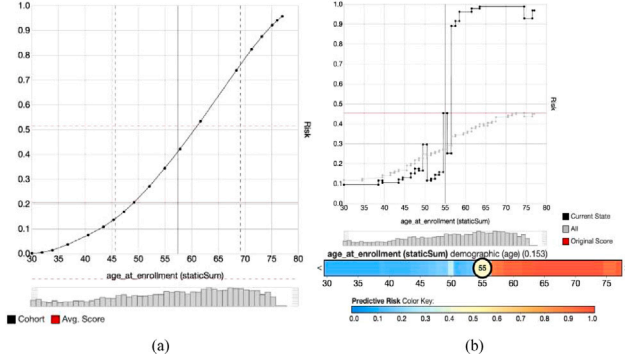 1.0
0.9
0.8
0.7
0.6
0.5
0.4
0.3
0.2
0.1
0.0
30 35 40 45 50 55 60 65 70 75 80
Risk
age_at_enrollment (staticSum)
Cohort Avg. Score
(a)
1.0
0.9
0.8
0.7
0.6
0.5
0.4
0.3
0.2
0.1
0.0
30 35 40 45 50 55 60 65 70 75 80
Risk
age_at_enrollment (staticSum)
Current State
All
Original Score
age_at_enrollment (staticSum) demographic (age) (0.153)
<
55
30 35 40 45 50 55 60 65 70 75
Predictive Risk Color Key:
0.0 0.1 0.2 0.3 0.4 0.5 0.6 0.7 0.8 1.0
(b)